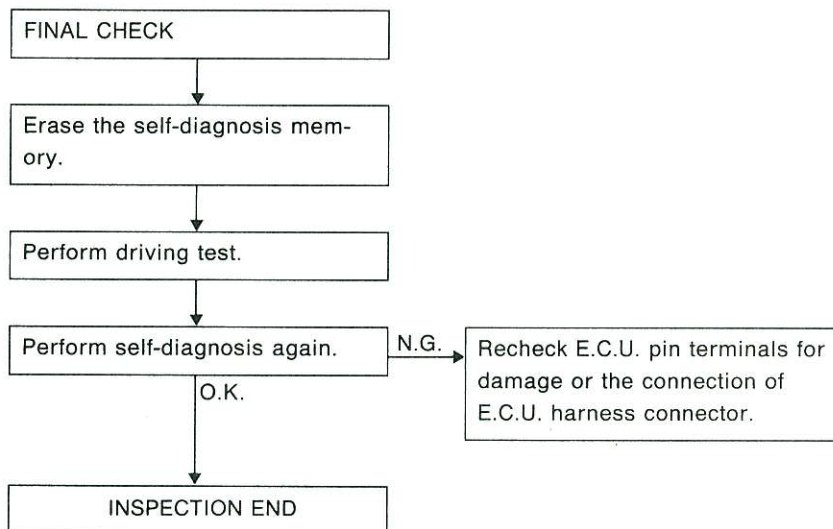 FINAL CHECK
Erase the self-diagnosis mem-
ory.
Perform driving test.
Perform self-diagnosis again.
N.G.
Recheck E.C.U. pin terminals for
damage or the connection of
E.C.U. harness connector.
O.K.
INSPECTION END